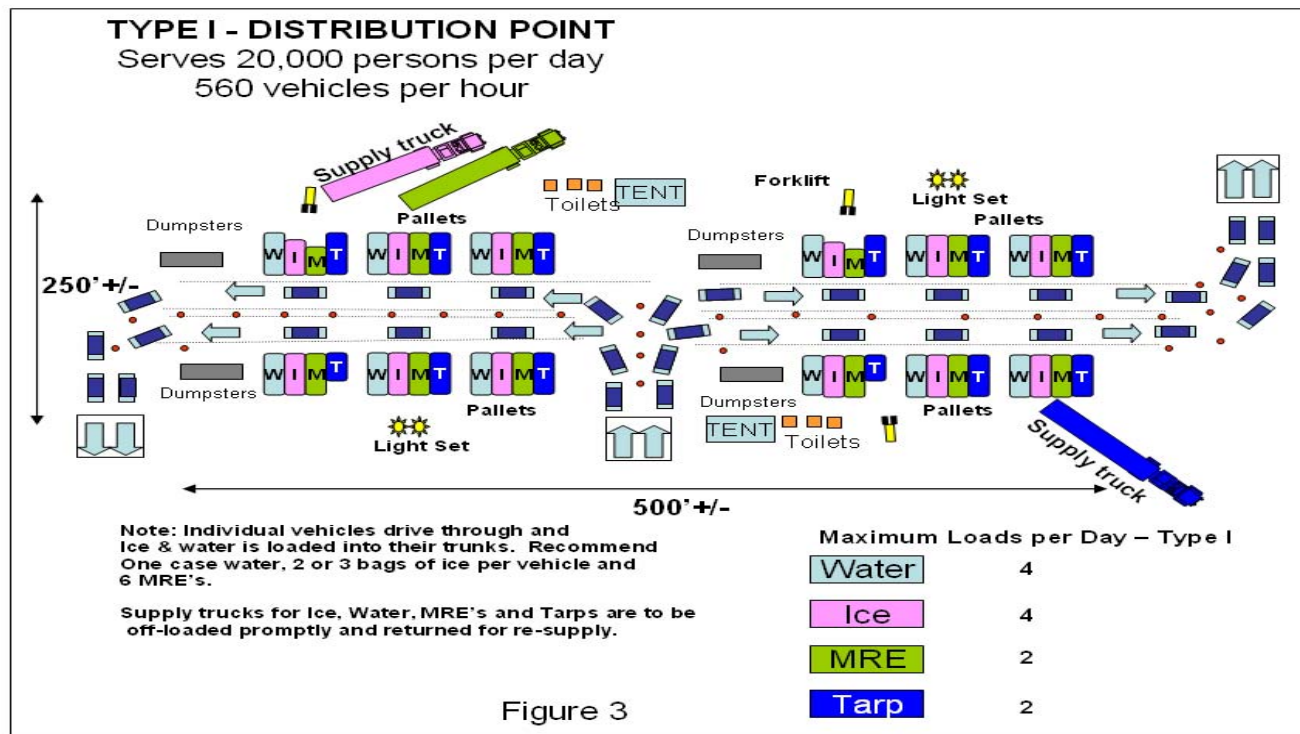 TYPE I - DISTRIBUTION POINT
Serves 20,000 persons per day
560 vehicles per hour
Supply truck
Toilets
TENT
Forklift
Light Set
Pallets
Pallets
Dumpsters
Dumpsters
W I M T
W I M T
W I M T
W I M T
W I M T
W I M T
250'+/-
W I M T
W I M T
W I M T
W I M T
W I M T
W I M T
Dumpsters
Pallets
Light Set
Dumpsters
TENT
Toilets
Pallets
Supply truck
500'+/-
Note: Individual vehicles drive through and
Ice & water is loaded into their trunks. Recommend
One case water, 2 or 3 bags of ice per vehicle and
6 MRE's.
Supply trucks for Ice, Water, MRE's and Tarps are to be
off-loaded promptly and returned for re-supply.
Maximum Loads per Day – Type I
Water 4
Ice 4
MRE 2
Tarp 2
Figure 3